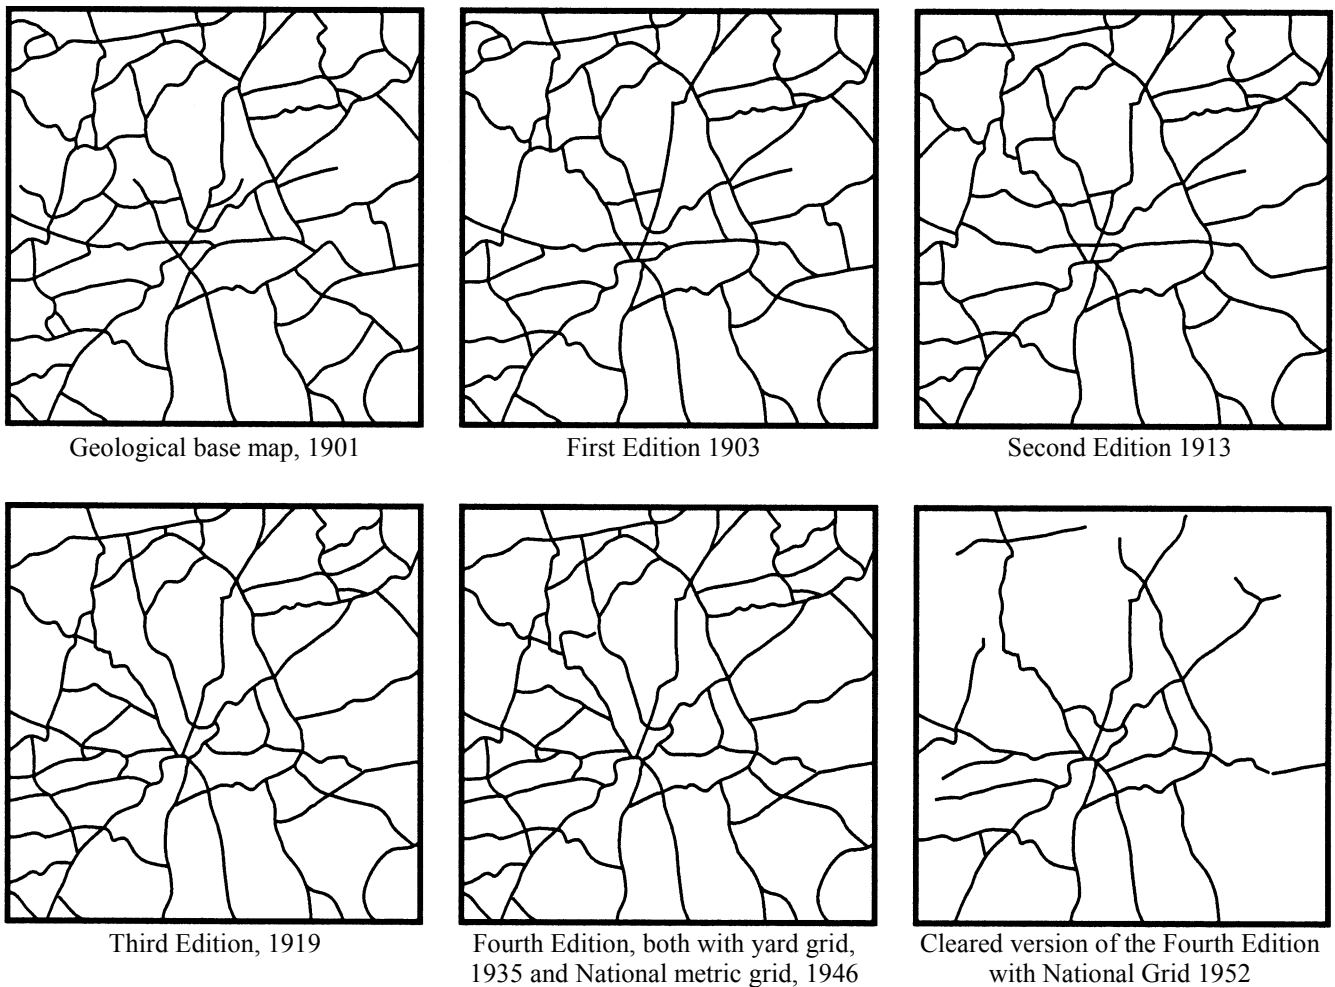 Geological base map, 1901
First Edition 1903
Second Edition 1913
Third Edition, 1919
Fourth Edition, both with yard grid,
1935 and National metric grid, 1946
Cleared version of the Fourth Edition
with National Grid 1952